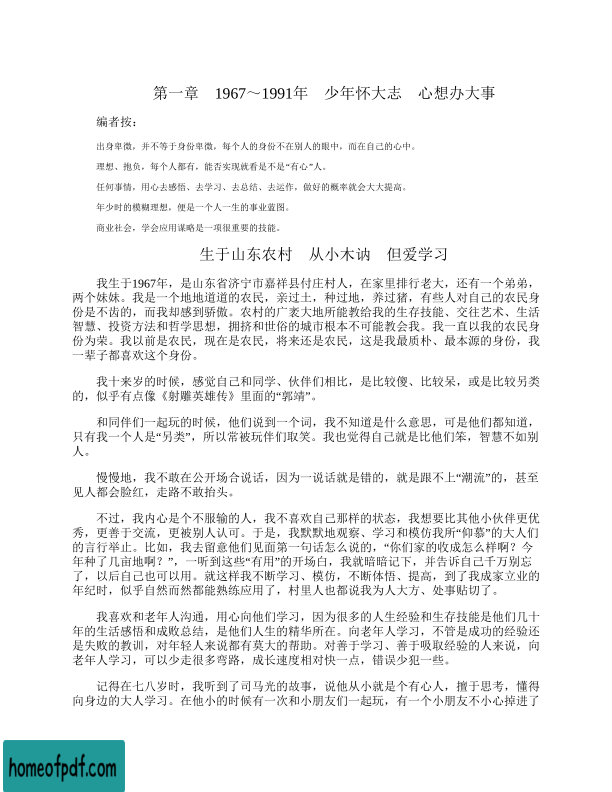 第一章　1967～1991年　少年怀大志　心想办大事
编者按：
出身卑微，并不等于身份卑微，每个人的身份不在别人的眼中，而在自己的心中。
理想、抱负，每个人都有，能否实现就看是不是“有心”人。
任何事情，用心去感悟、去学习、去总结、去运作，做好的概率就会大大提高。
年少时的模糊理想，便是一个人一生的事业蓝图。
商业社会，学会应用谋略是一项很重要的技能。
生于山东农村　从小木讷　但爱学习
我生于1967年，是山东省济宁市嘉祥县付庄村人，在家里排行老大，还有一个弟弟，
两个妹妹。我是一个地地道道的农民，亲过土，种过地，养过猪，有些人对自己的农民身
份是不齿的，而我却感到骄傲。农村的广袤大地所能教给我的生存技能、交往艺术、生活
智慧、投资方法和哲学思想，拥挤和世俗的城市根本不可能教会我。我一直以我的农民身
份为荣。我以前是农民，现在是农民，将来还是农民，这是我最质朴、最本源的身份，我
一辈子都喜欢这个身份。
我十来岁的时候，感觉自己和同学、伙伴们相比，是比较傻、比较呆，或是比较另类
的，似乎有点像《射雕英雄传》里面的“郭靖”。
和同伴们一起玩的时候，他们说到一个词，我不知道是什么意思，可是他们都知道，
只有我一个人是“另类”，所以常被玩伴们取笑。我也觉得自己就是比他们笨，智慧不如别
人。
慢慢地，我不敢在公开场合说话，因为一说话就是错的，就是跟不上“潮流”的，甚至
见人都会脸红，走路不敢抬头。
不过，我内心是个不服输的人，我不喜欢自己那样的状态，我想要比其他小伙伴更优
秀，更善于交流，更被别人认可。于是，我默默地观察、学习和模仿我所“仰慕”的大人们
的言行举止。比如，我去留意他们见面第一句话怎么说的，“你们家的收成怎么样啊？今
年种了几亩地啊？”，一听到这些“有用”的开场白，我就暗暗记下，并告诉自己千万别忘
了，以后自己也可以用。就这样我不断学习、模仿，不断体悟、提高，到了我成家立业的
年纪时，似乎自然而然都能熟练应用了，村里人也都说我为人大方、处事贴切了。
我喜欢和老年人沟通，用心向他们学习，因为很多的人生经验和生存技能是他们几十
年的生活感悟和成败总结，是他们人生的精华所在。向老年人学习，不管是成功的经验还
是失败的教训，对年轻人来说都有莫大的帮助。对善于学习、善于吸取经验的人来说，向
老年人学习，可以少走很多弯路，成长速度相对快一点，错误少犯一些。
记得在七八岁时，我听到了司马光的故事，说他从小就是个有心人，擅于思考，懂得
向身边的大人学习。在他小的时候有一次和小朋友们一起玩，有一个小朋友不小心掉进了
homeofpdf.com